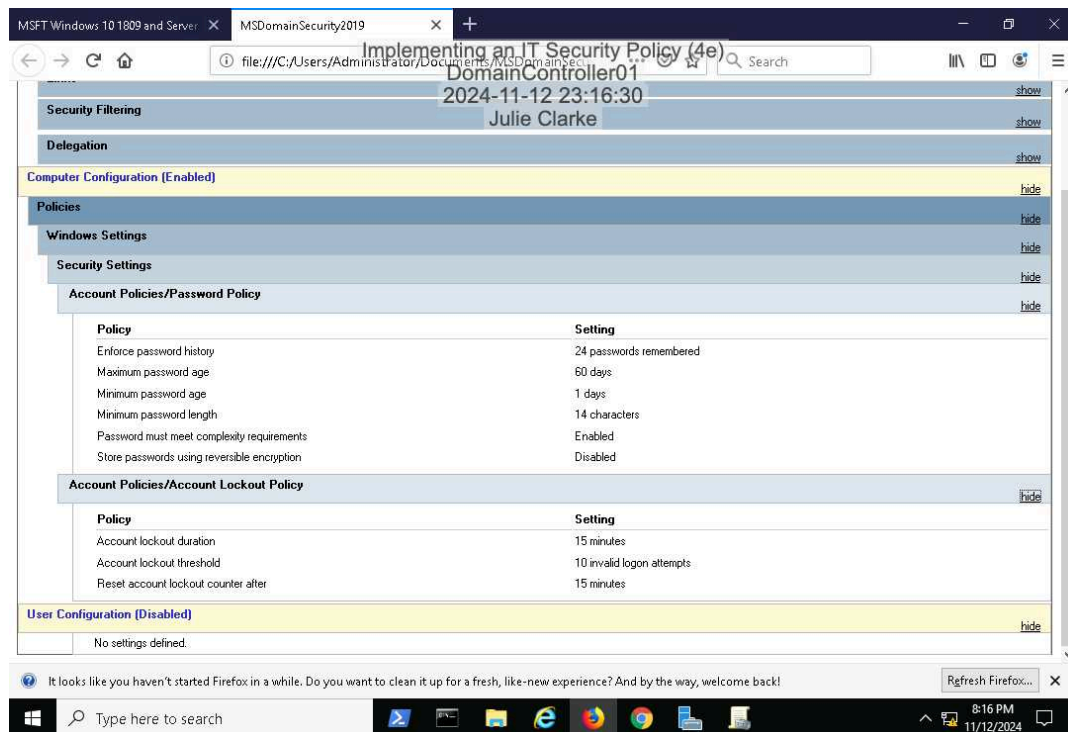 MSFT Windows 10 1809 and Server
MSDomainSecurity2019
Implementing an IT Security Policy (4e)
DomainController01
2024-11-12 23:16:30
Julie Clarke
file:///C:/Users/Administrator/Documents/MSDomainSecu
Search
show
Security Filtering show
Delegation show
Computer Configuration (Enabled) hide
Policies hide
Windows Settings hide
Security Settings hide
Account Policies/Password Policy hide
Policy Setting
Enforce password history 24 passwords remembered
Maximum password age 60 days
Minimum password age 1 days
Minimum password length 14 characters
Password must meet complexity requirements Enabled
Store passwords using reversible encryption Disabled
Account Policies/Account Lockout Policy hide
Policy Setting
Account lockout duration 15 minutes
Account lockout threshold 10 invalid logon attempts
Reset account lockout counter after 15 minutes
User Configuration (Disabled) hide
No settings defined.
It looks like you haven't started Firefox in a while. Do you want to clean it up for a fresh, like-new experience? And by the way, welcome back! Refresh Firefox...
Type here to search
8:16 PM
11/12/2024